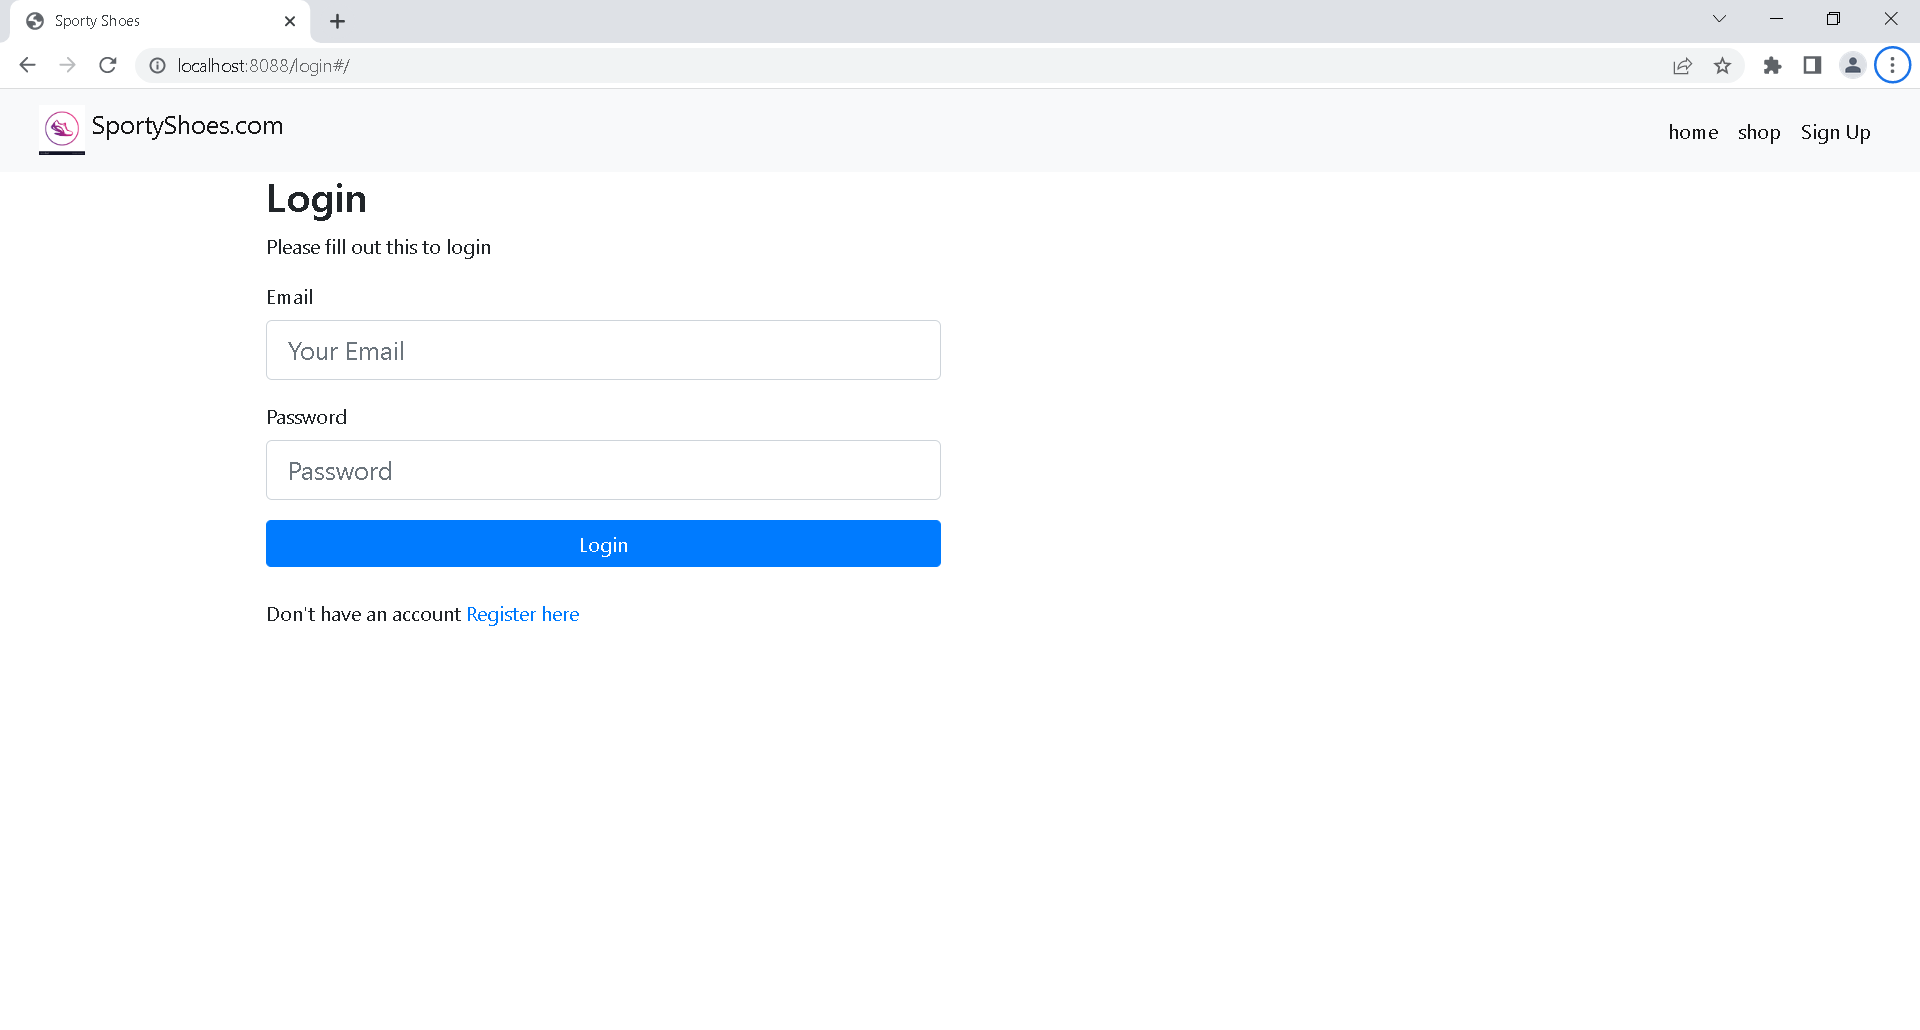 Sporty Shoes
localhost:8088/login#/
SportyShoes.com
home shop Sign Up
Login
Please fill out this to login
Email
Your Email
Password
Password
Login
Don't have an account Register here